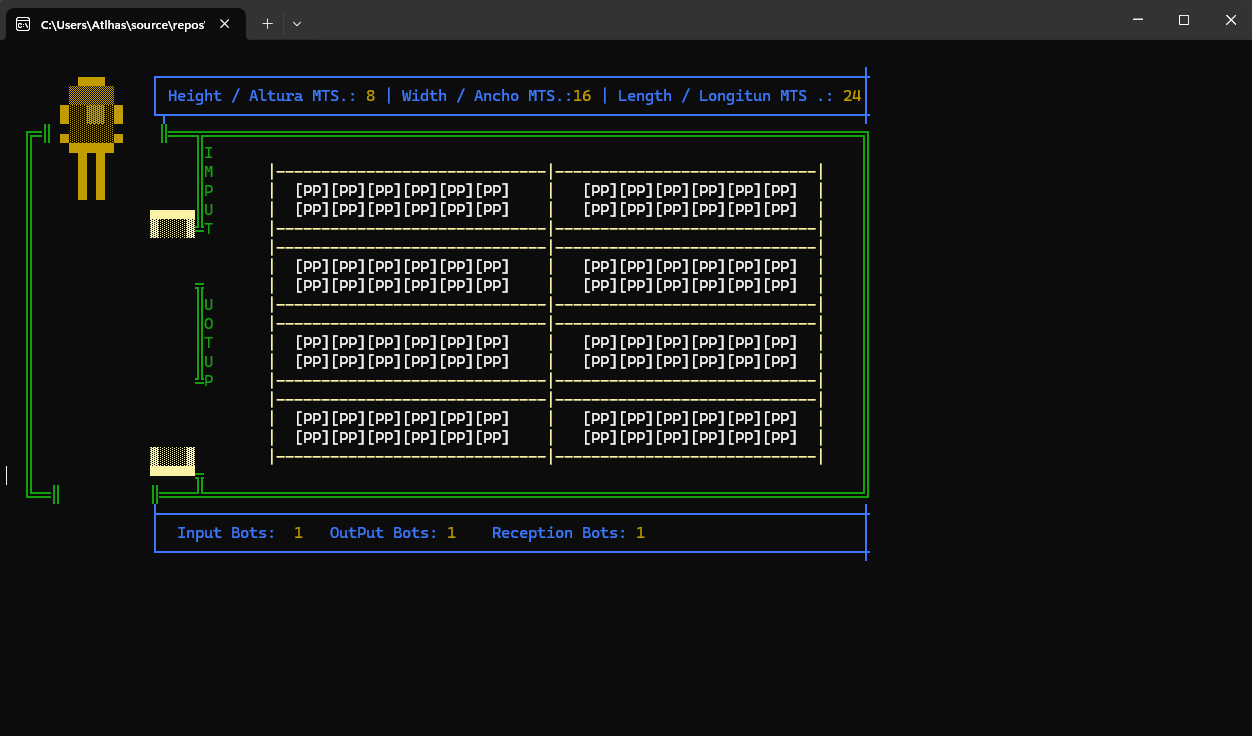 C:\Users\Atlhas\source\repos'
Height / Altura MTS.: 8 | Width / Ancho MTS.:16 | Length / Longitun MTS .: 24
I
M
P
U
T
[PP][PP][PP][PP][PP][PP] [PP][PP][PP][PP][PP][PP]
[PP][PP][PP][PP][PP][PP] [PP][PP][PP][PP][PP][PP]
[PP][PP][PP][PP][PP][PP] [PP][PP][PP][PP][PP][PP]
[PP][PP][PP][PP][PP][PP] [PP][PP][PP][PP][PP][PP]
U
O
T
U
P
[PP][PP][PP][PP][PP][PP] [PP][PP][PP][PP][PP][PP]
[PP][PP][PP][PP][PP][PP] [PP][PP][PP][PP][PP][PP]
[PP][PP][PP][PP][PP][PP] [PP][PP][PP][PP][PP][PP]
[PP][PP][PP][PP][PP][PP] [PP][PP][PP][PP][PP][PP]
Input Bots: 1 OutPut Bots: 1 Reception Bots: 1